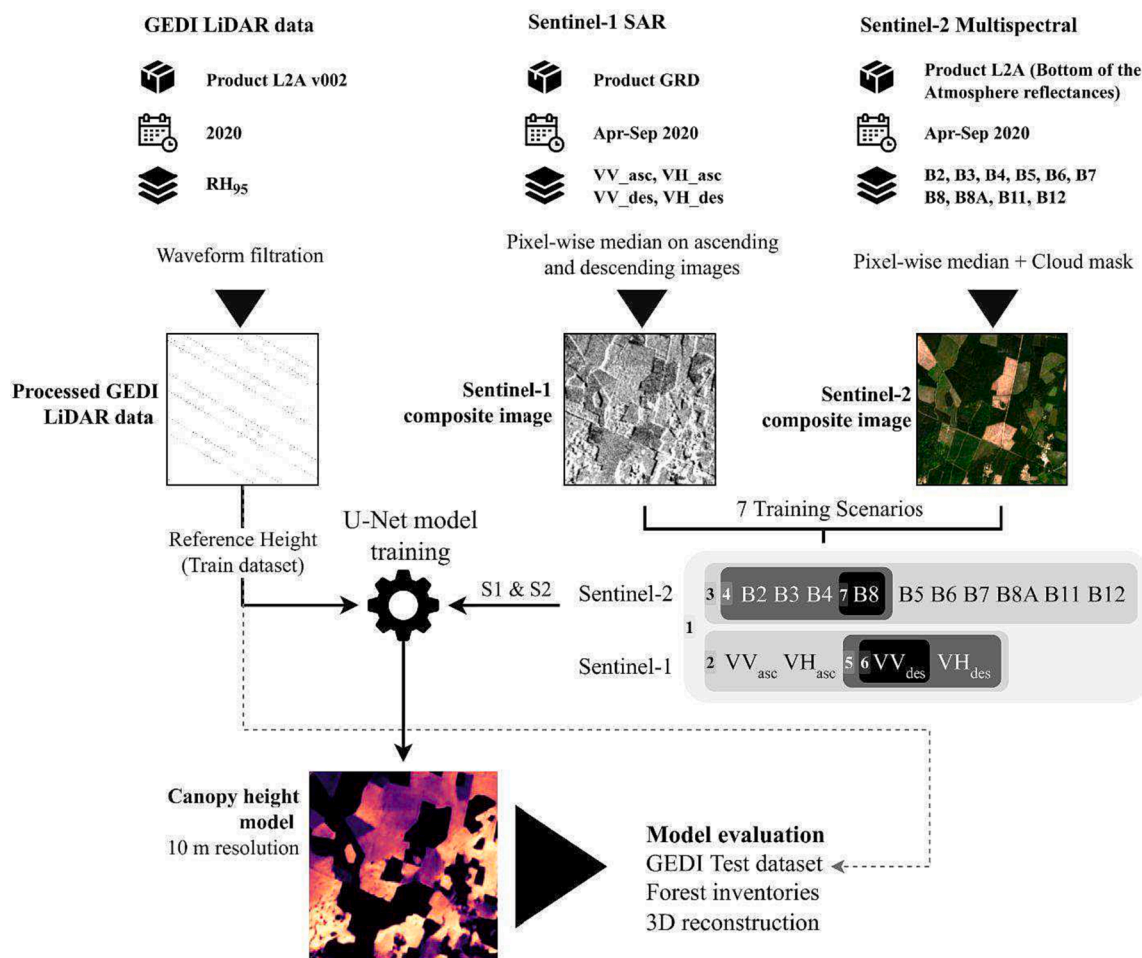 GEDI LiDAR data
Product L2A v002
2020
RH95
Waveform filtration
Sentinel-1 SAR
Product GRD
Apr-Sep 2020
VV_asc, VH_asc
VV_des, VH_des
Pixel-wise median on ascending
and descending images
Sentinel-2 Multispectral
Product L2A (Bottom of the
Atmosphere reflectances)
Apr-Sep 2020
B2, B3, B4, B5, B6, B7
B8, B8A, B11, B12
Pixel-wise median + Cloud mask
Processed GEDI
LiDAR data
Sentinel-1
composite image
Sentinel-2
composite image
7 Training Scenarios
Reference Height
(Train dataset)
U-Net model
training
S1 & S2
1
Sentinel-2
3 4 B2 B3 B4 7 B8 B5 B6 B7 B8A B11 B12
Sentinel-1
2 VVasc VHasc 5 6 VVdes VHdes
Canopy height
model
10 m resolution
Model evaluation
GEDI Test dataset
Forest inventories
3D reconstruction